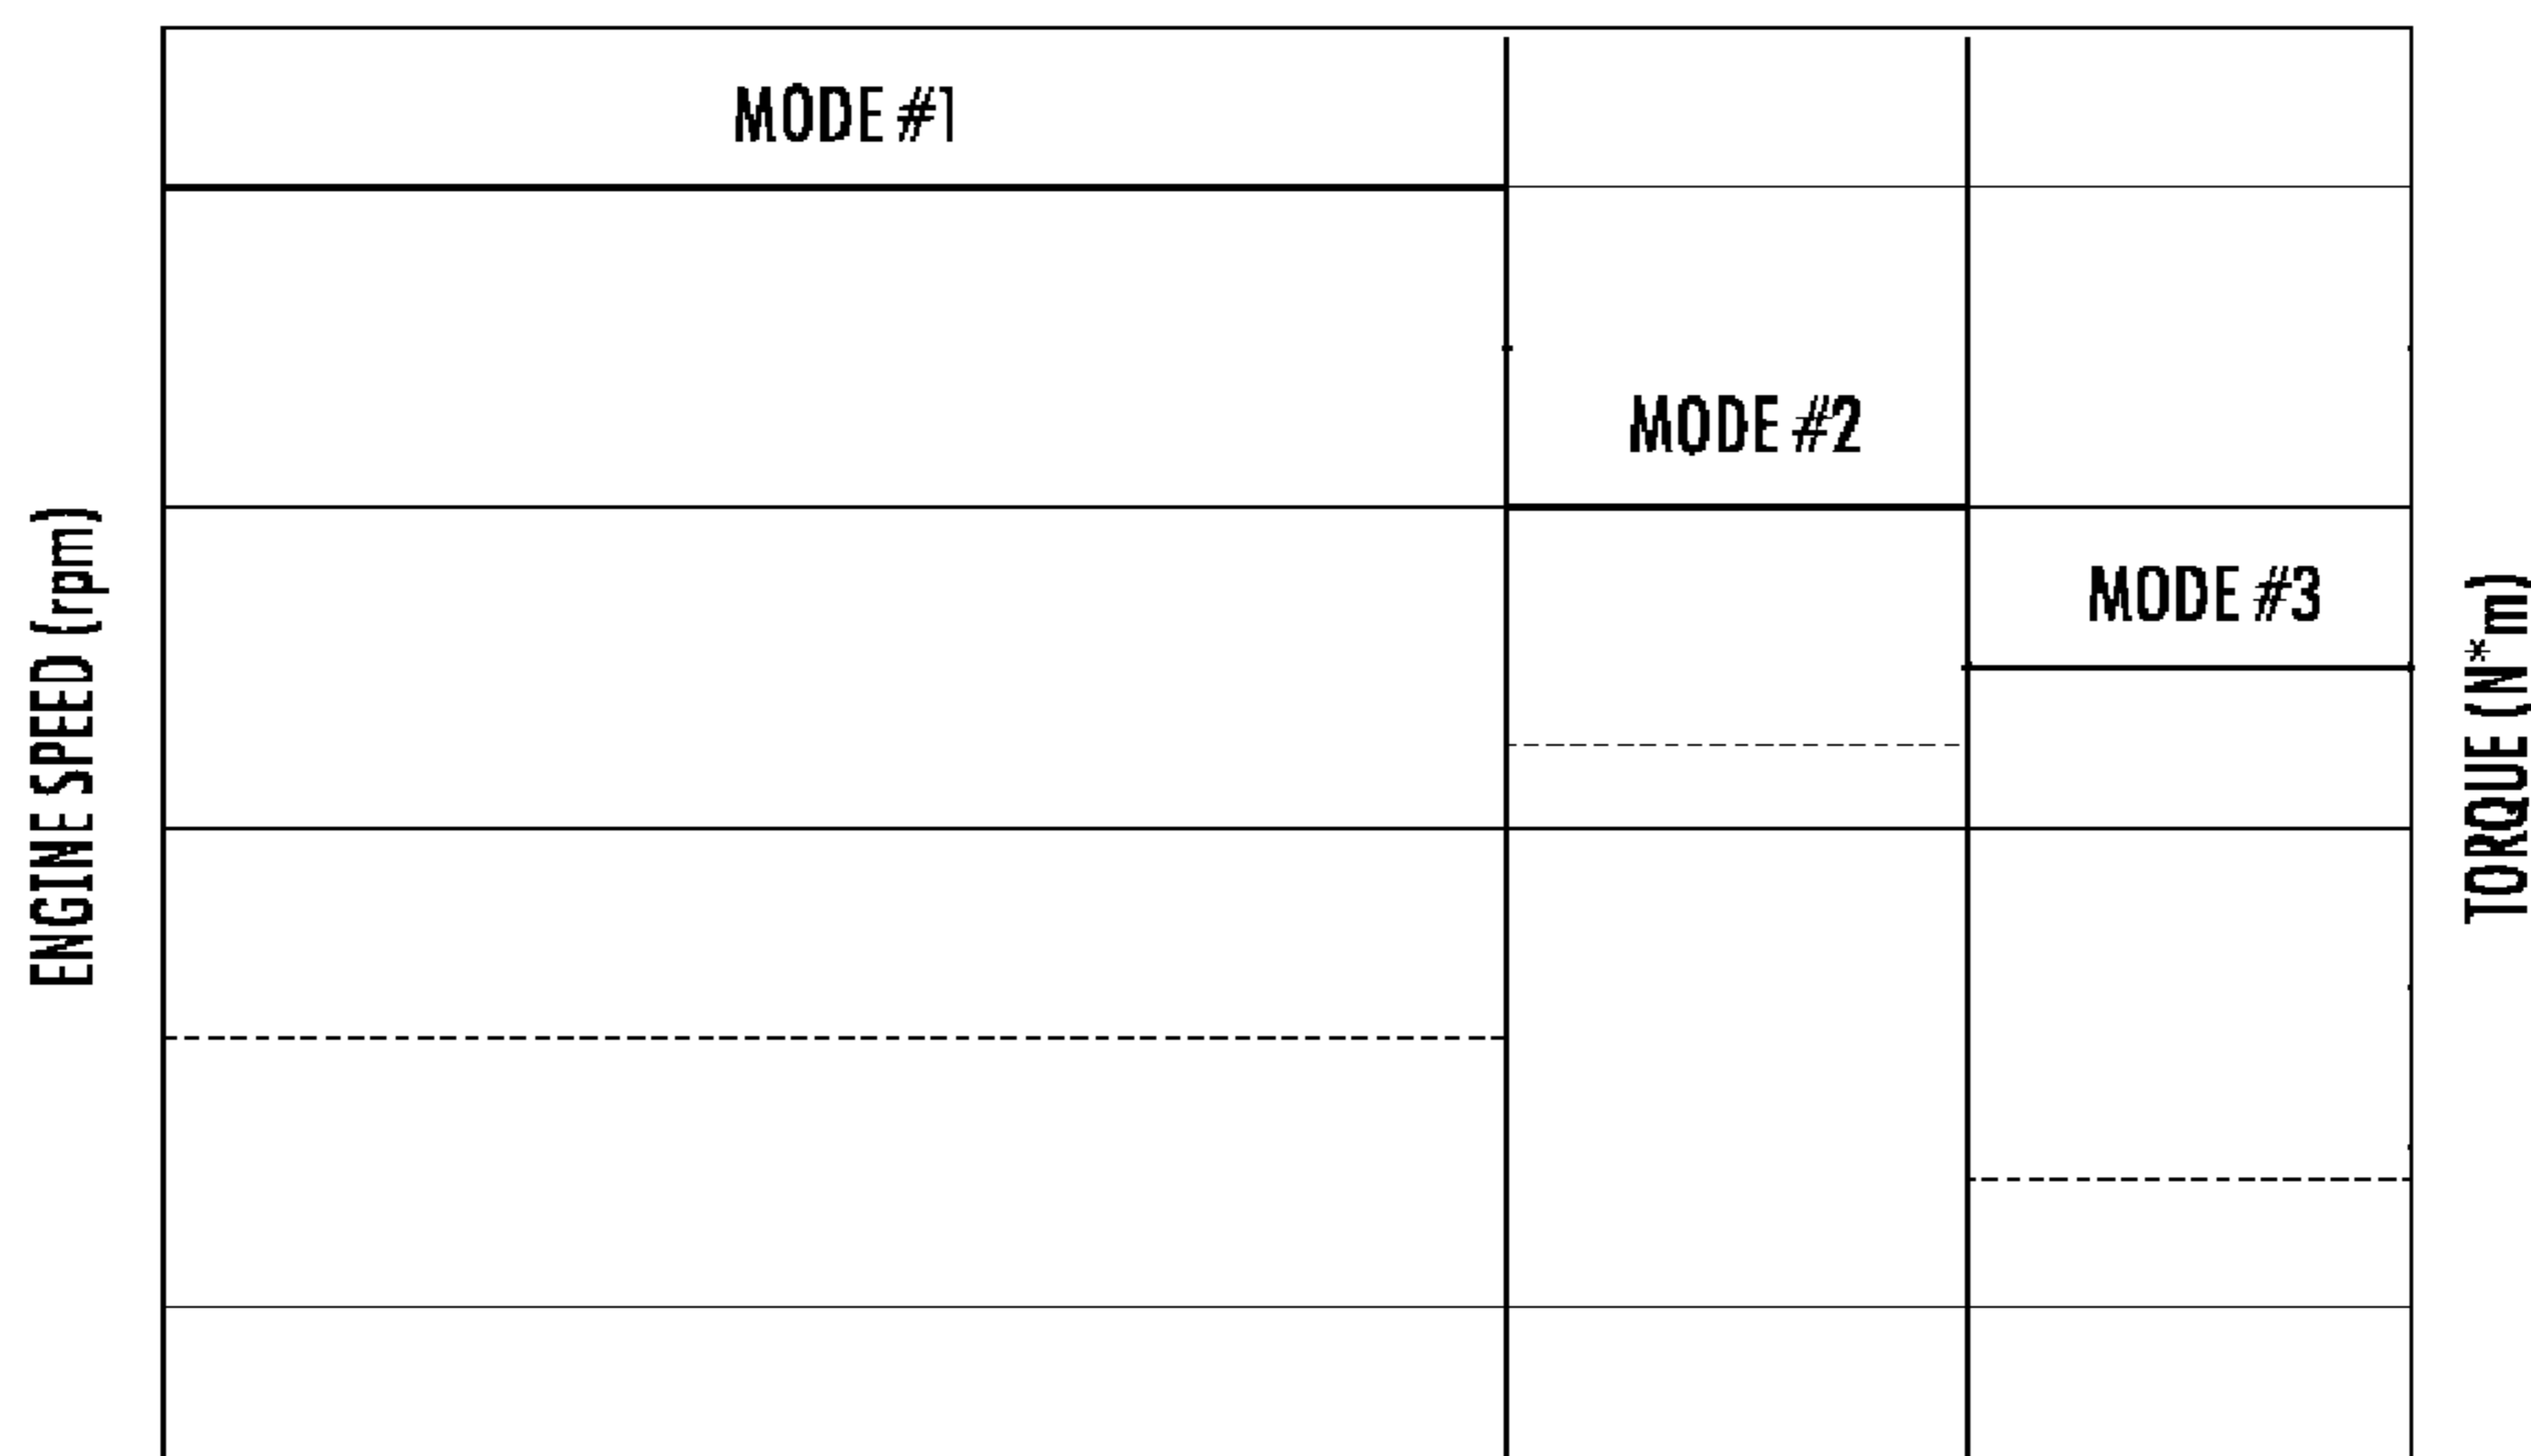 MODE #1
MODE #2
MODE #3
ENGINE SPEED (rpm)
TORQUE (N*m)